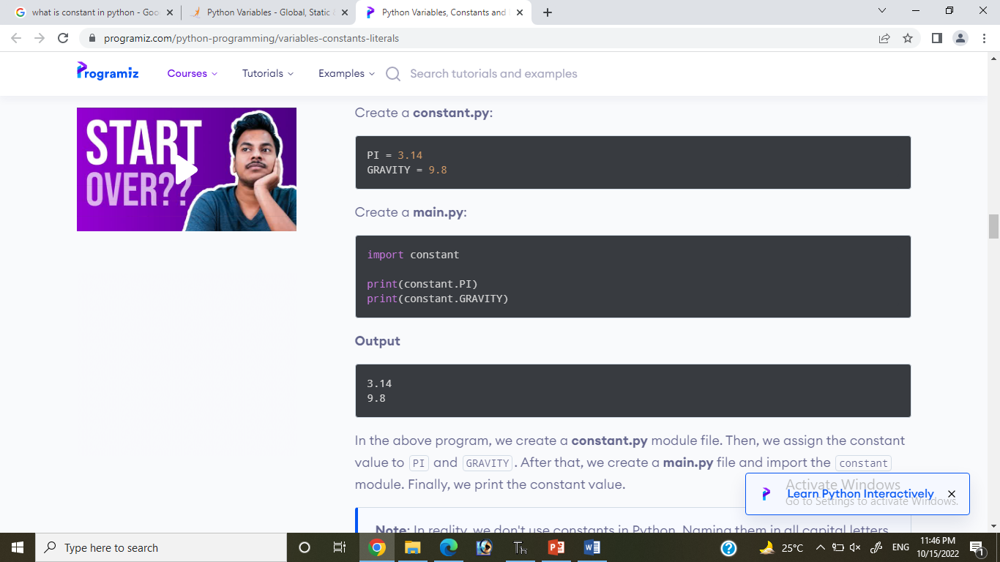 what is constant in python - Goo
Python Variables - Global, Static
Python Variables, Constants and
programiz.com/python-programming/variables-constants-literals
Programiz
Courses
Tutorials
Examples
Search tutorials and examples
START
OVER??
Create a constant.py:
PI = 3.14
GRAVITY = 9.8
Create a main.py:
import constant
print(constant.PI)
print(constant.GRAVITY)
Output
3.14
9.8
In the above program, we create a constant.py module file. Then, we assign the constant
value to PI and GRAVITY. After that, we create a main.py file and import the constant
module. Finally, we print the constant value.
Activate Windows
Learn Python Interactively
Go to Settings to activate Windows.
Note: In reality, we don't use constants in Python. Naming them in all capital letters
Type here to search
25°C
ENG
11:46 PM
10/15/2022
1